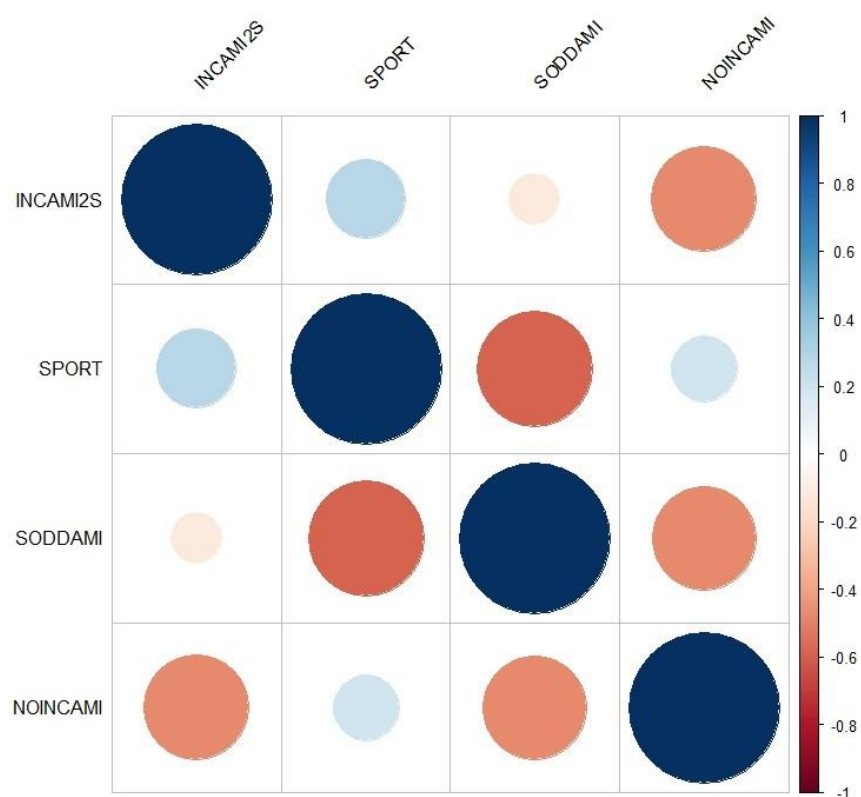 INCAMI2S
SPORT
SODDAMI
NOINCAMI
INCAMI2S
SPORT
SODDAMI
NOINCAMI
1
0.8
0.6
0.4
0.2
0
-0.2
-0.4
-0.6
-0.8
-1